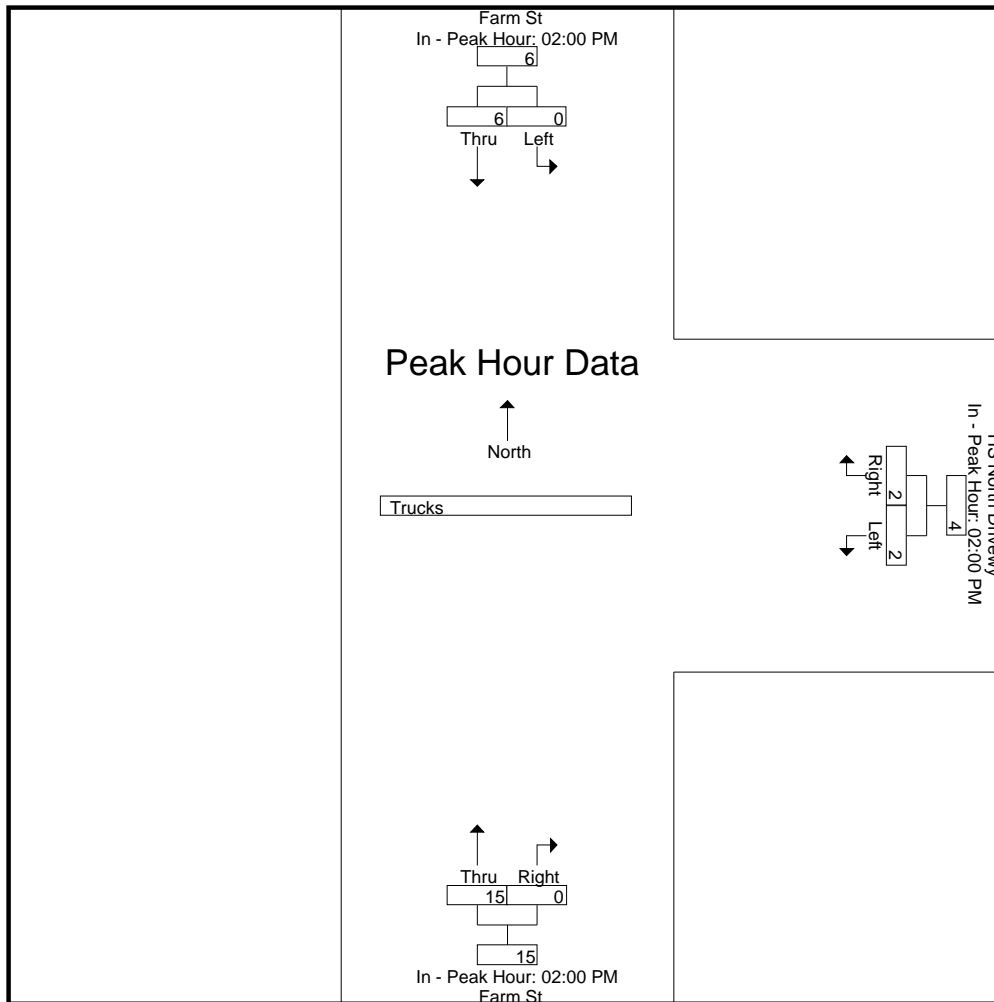 Farm St
In - Peak Hour: 02:00 PM
6
6 0
Thru Left
Peak Hour Data
North
Trucks
North Drivewy
In - Peak Hour: 02:00 PM
4
2 2
Right Left
Thru Right
15 0
15
In - Peak Hour: 02:00 PM
Farm St